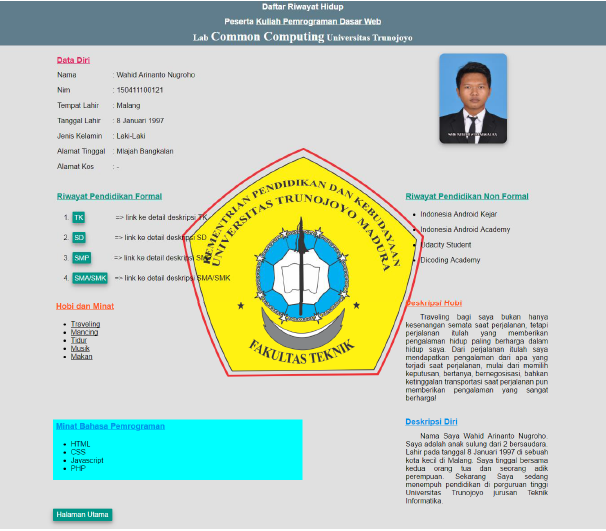 Daftar Riwayat Hidup
Peserta Kuliah Pemrograman Dasar Web
Lab Common Computing Universitas Trunojoyo
Data Diri
Nama : Wahid Arinanto Nugroho
Nim : 150411100121
Tempat Lahir : Malang
Tanggal Lahir : 8 Januari 1997
Jenis Kelamin : Laki-Laki
Alamat Tinggal : Mlajah Bangkalan
Alamat Kos : -
Riwayat Pendidikan Formal
1. TK => link ke detail deskripsi TK
2. SD => link ke detail deskripsi SD
3. SMP => link ke detail deskripsi
4. SMA/SMK => link ke detail deskripsi SMA/SMK
Riwayat Pendidikan Non Formal
Indonesia Android Kejar
Indonesia Android Academy
Udacity Student
Dicoding Academy
KEMENTRIAN PENDIDIKAN DAN KEBUDAYAAN
UNIVERSITAS TRUNOJOYO MADURA
FAKULTAS TEKNIK
Hobi dan Minat
Traveling
Mancing
Tidur
Musik
Makan
Deskripsi Hobi
Traveling bagi saya bukan hanya
kesenangan semata saat perjalanan, tetapi
perjalanan itulah yang memberikan
pengalaman hidup paling berharga dalam
hidup saya. Dari perjalanan itulah saya
mendapatkan pengalaman dari apa yang
terjadi saat perjalanan, mulai dari memilih
keputusan, bertanya, bernegosisasi, bahkan
ketinggalan transportasi saat perjalanan pun
memberikan pengalaman yang sangat
berharga!
Minat Bahasa Pemrograman
HTML
CSS
Javascript
PHP
Deskripsi Diri
Nama Saya Wahid Arinanto Nugroho.
Saya adalah anak sulung dari 2 bersaudara.
Lahir pada tanggal 8 Januari 1997 di sebuah
kota kecil di Malang. Saya tinggal bersama
kedua orang tua dan seorang adik
perempuan. Sekarang Saya sedang
menempuh pendidikan di perguruan tinggi
Universitas Trunojoyo jurusan Teknik
Informatika.
Halaman Utama